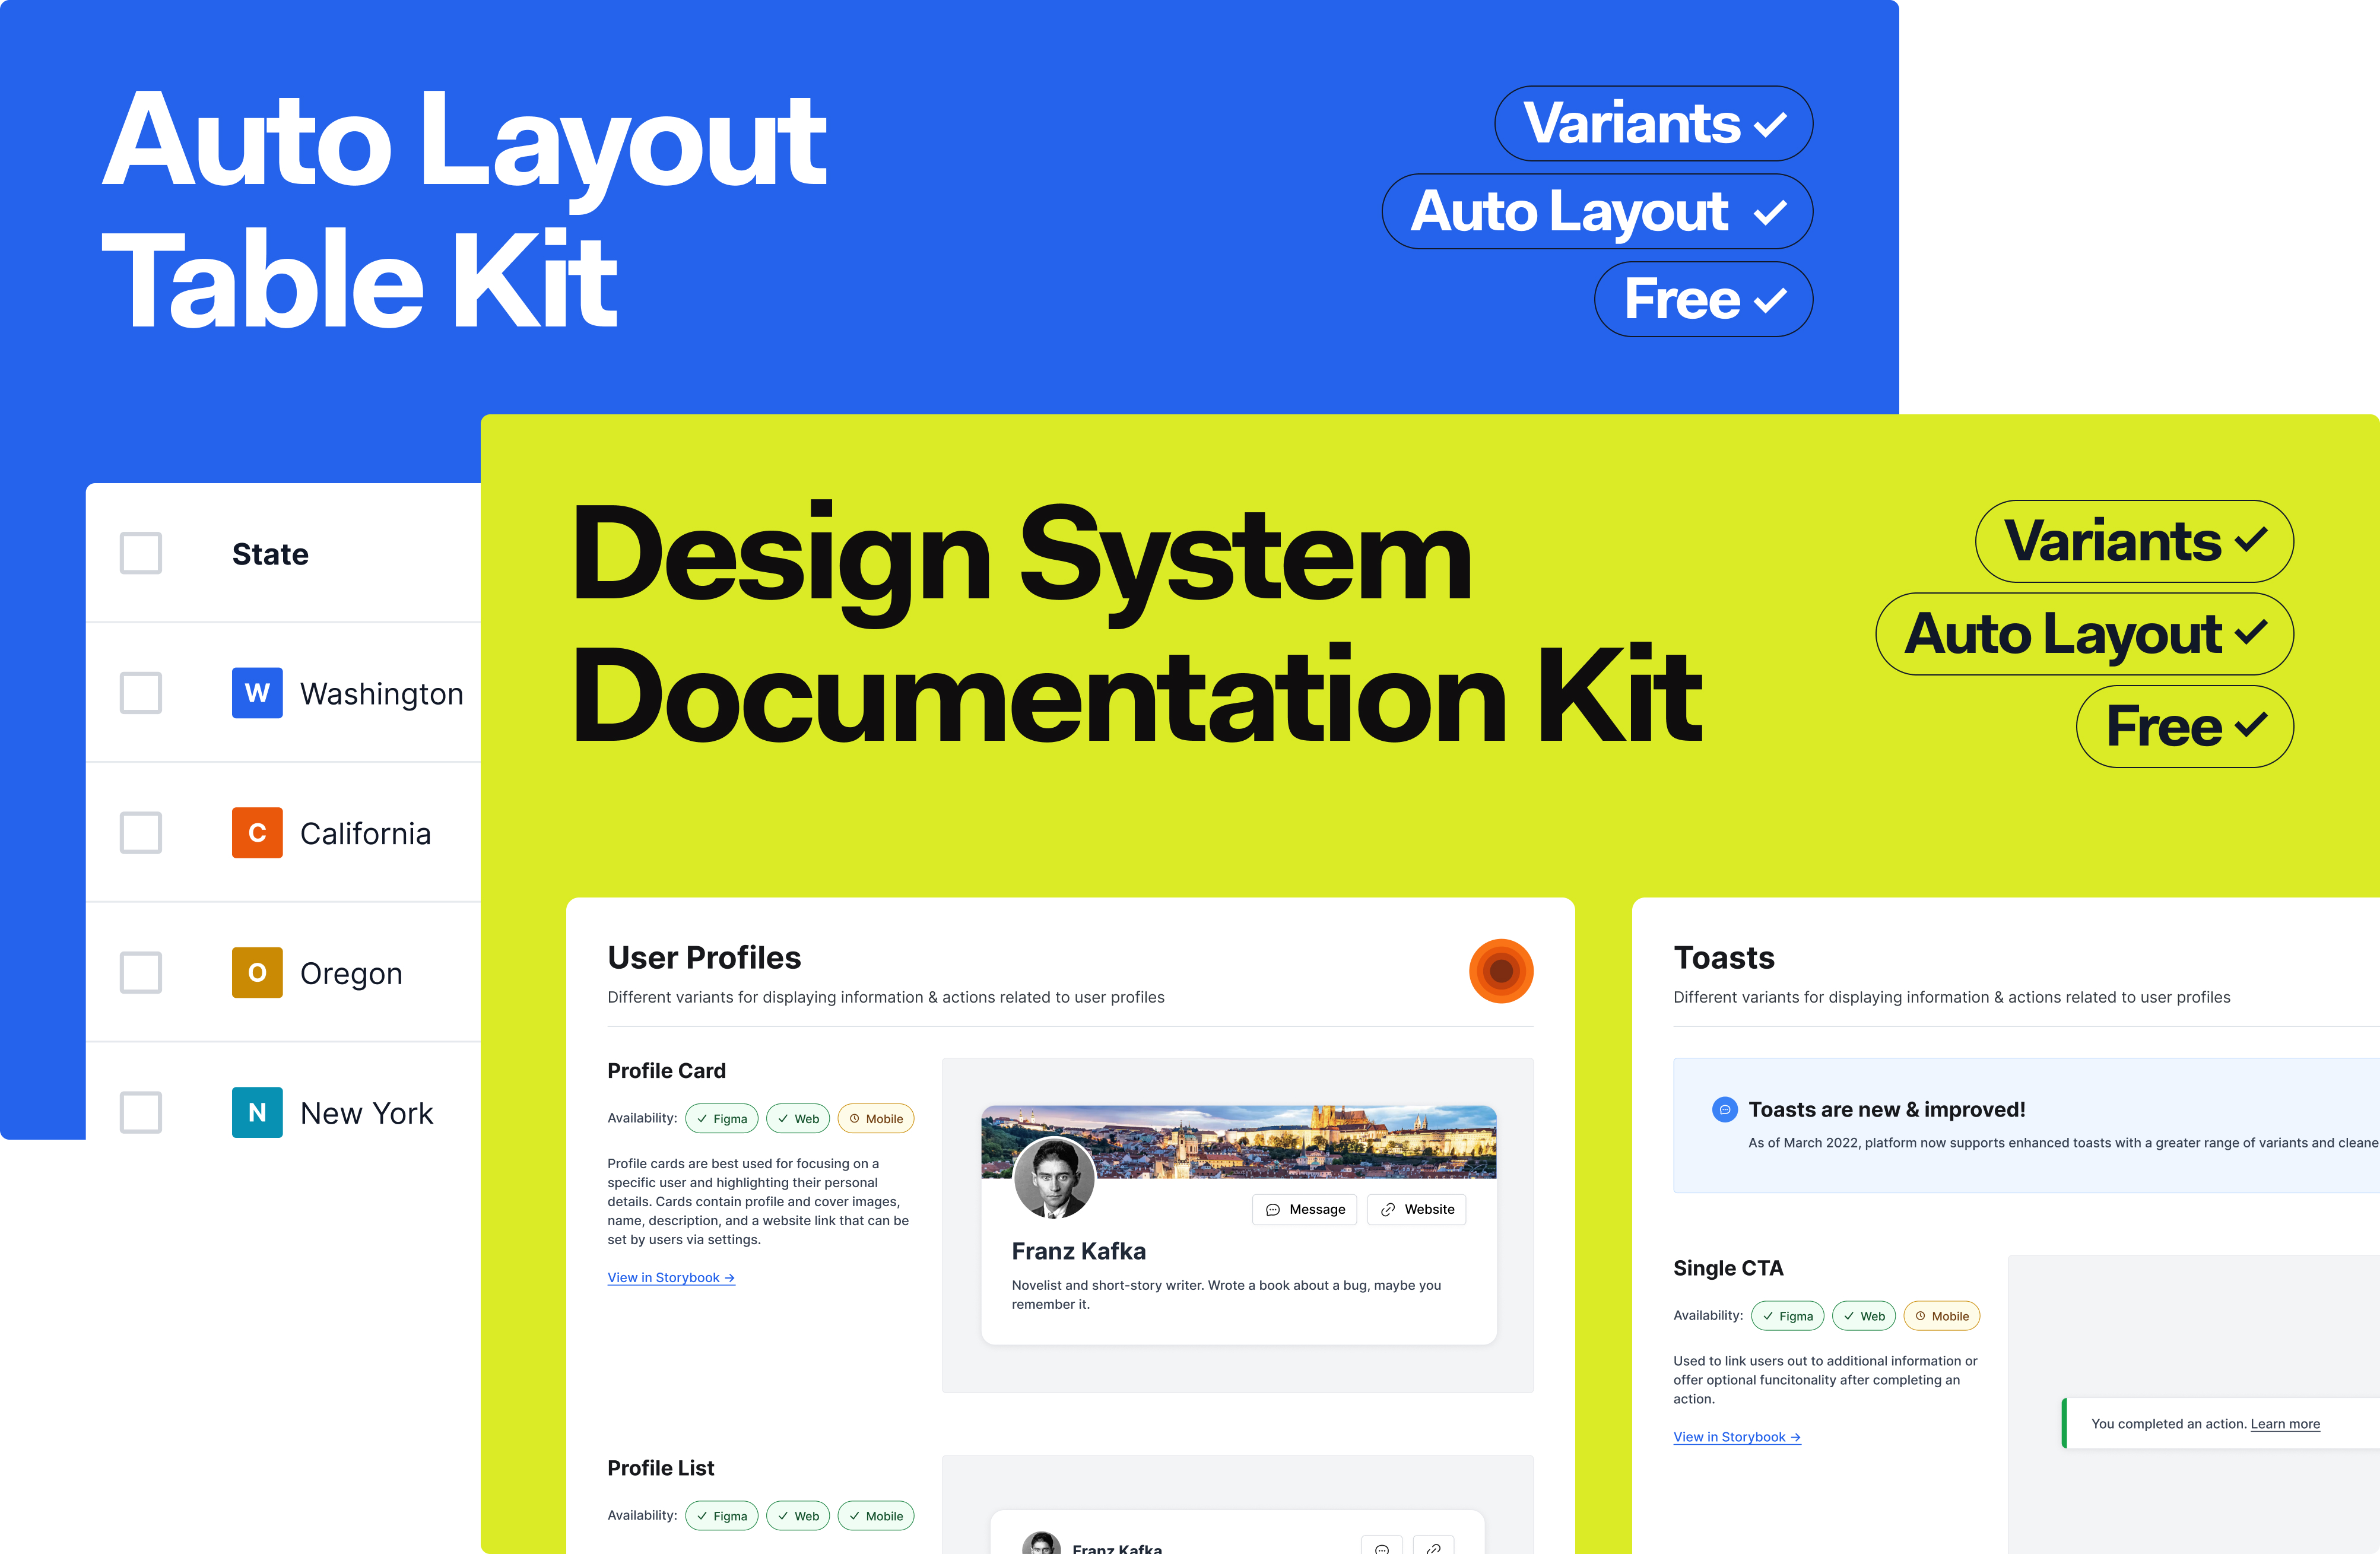 Auto Layout
Table Kit
Variants
Auto Layout
Free
State
W Washington
C California
O Oregon
N New York
Design System
Documentation Kit
Variants
Auto Layout
Free
User Profiles
Different variants for displaying information & actions related to user profiles
Profile Card
Availability: Figma Web Mobile
Profile cards are best used for focusing on a
specific user and highlighting their personal
details. Cards contain profile and cover images,
name, description, and a website link that can be
set by users via settings.
View in Storybook →
Message Website
Franz Kafka
Novelist and short-story writer. Wrote a book about a bug, maybe you
remember it.
Profile List
Availability: Figma Web Mobile
Franz Kafka
Toasts
Different variants for displaying information & actions related to user profiles
Toasts are new & improved!
As of March 2022, platform now supports enhanced toasts with a greater range of variants and cleane
Single CTA
Availability: Figma Web Mobile
Used to link users out to additional information or
offer optional funcitonality after completing an
action.
View in Storybook →
You completed an action. Learn more